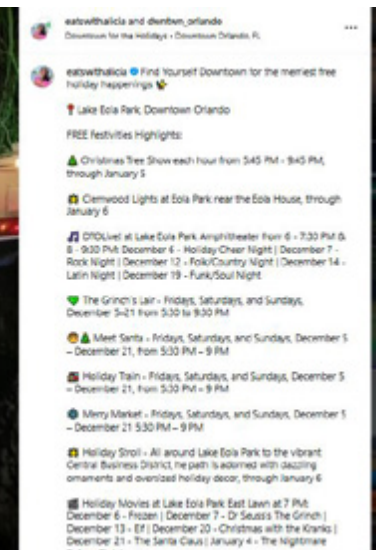 eatswithalicia and dwntwn_orlando
Downtown for the Holidays • Downtown Orlando, FL
eatswithalicia Find Yourself Downtown for the merriest free
holiday happenings
Lake Eola Park, Downtown Orlando
FREE Festivities Highlights:
Christmas Tree Show each hour from 5:45 PM - 9:45 PM,
through January 5
Clemwood Lights at Eola Park near the Eola House, through
January 6
DTOLive! at Lake Eola Park Amphitheater from 6 - 7:30 PM &
8 - 9:30 PM: December 6 - Holiday Cheer Night | December 7 -
Rock Night | December 12 - Folk/Country Night | December 14 -
Latin Night | December 19 - Funk/Soul Night
The Grinch's Lair - Fridays, Saturdays, and Sundays,
December 5-21 from 5:30 to 9:30 PM
Meet Santa - Fridays, Saturdays, and Sundays, December 5
– December 21, from 5:30 PM – 9 PM
Holiday Train - Fridays, Saturdays, and Sundays, December 5
– December 21, from 5:30 PM – 9 PM
Merry Market - Fridays, Saturdays, and Sundays, December 5
– December 21 5:30 PM – 9 PM
Holiday Stroll - All around Lake Eola Park to the vibrant
Central Business District, he path is adorned with dazzling
ornaments and oversized holiday decor, through January 6
Holiday Movies at Lake Eola Park East Lawn at 7 PM:
December 6 - Frozen | December 7 - Dr Seuss's The Grinch |
December 13 - Elf | December 20 - Christmas with the Kranks |
December 21 - The Santa Claus | January 4 - The Nightmare